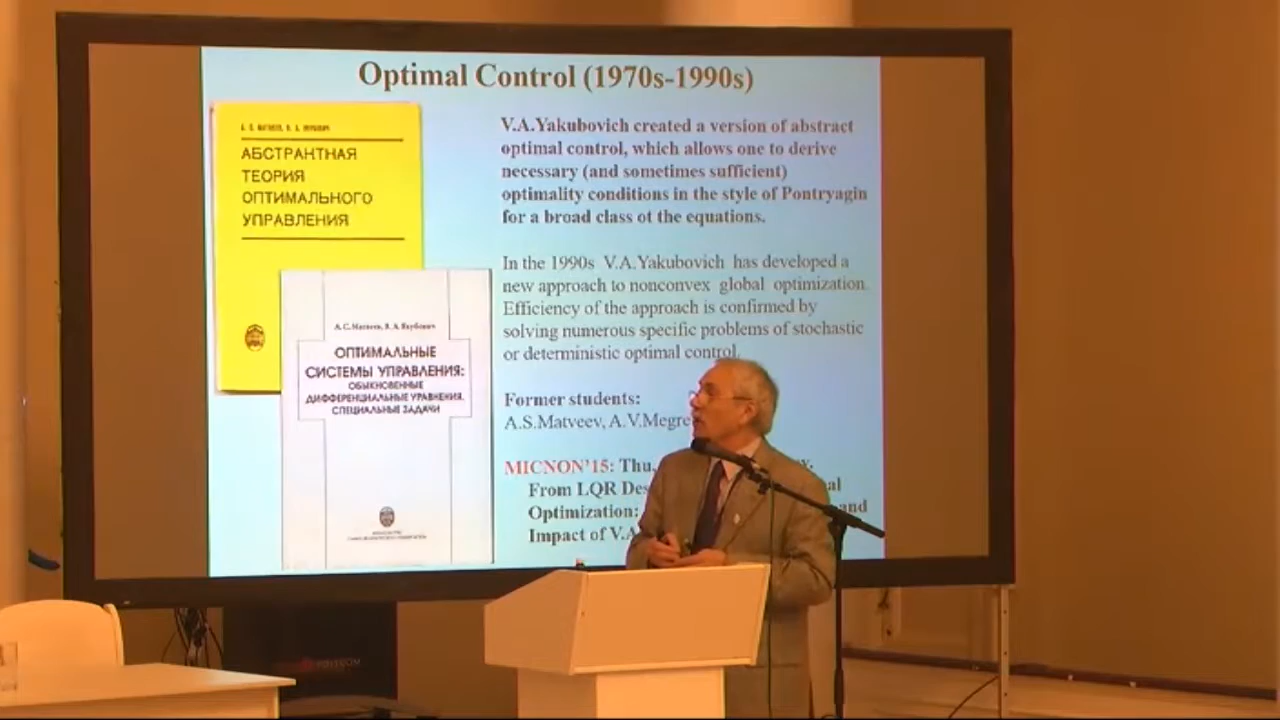 Optimal Control (1970s-1990s)
АБСТРАКТНАЯ
ТЕОРИЯ
ОПТИМАЛЬНОГО
УПРАВЛЕНИЯ
А.С.Матвеев, В.А.Якубович
ОПТИМАЛЬНЫЕ
СИСТЕМЫ УПРАВЛЕНИЯ:
ОБЫКНОВЕННЫЕ
ДИФФЕРЕНЦИАЛЬНЫЕ УРАВНЕНИЯ.
СПЕЦИАЛЬНЫЕ ЗАДАЧИ
V.A.Yakubovich created a version of abstract
optimal control, which allows one to derive
necessary (and sometimes sufficient)
optimality conditions in the style of Pontryagin
for a broad class of the equations.
In the 1990s V.A.Yakubovich has developed a
new approach to nonconvex global optimization.
Efficiency of the approach is confirmed by
solving numerous specific problems of stochastic
or deterministic optimal control.
Former students:
A.S.Matveev, A.V.Megre
MICNON'15: Thu.
From LQR Des al
Optimization: and
Impact of V.A